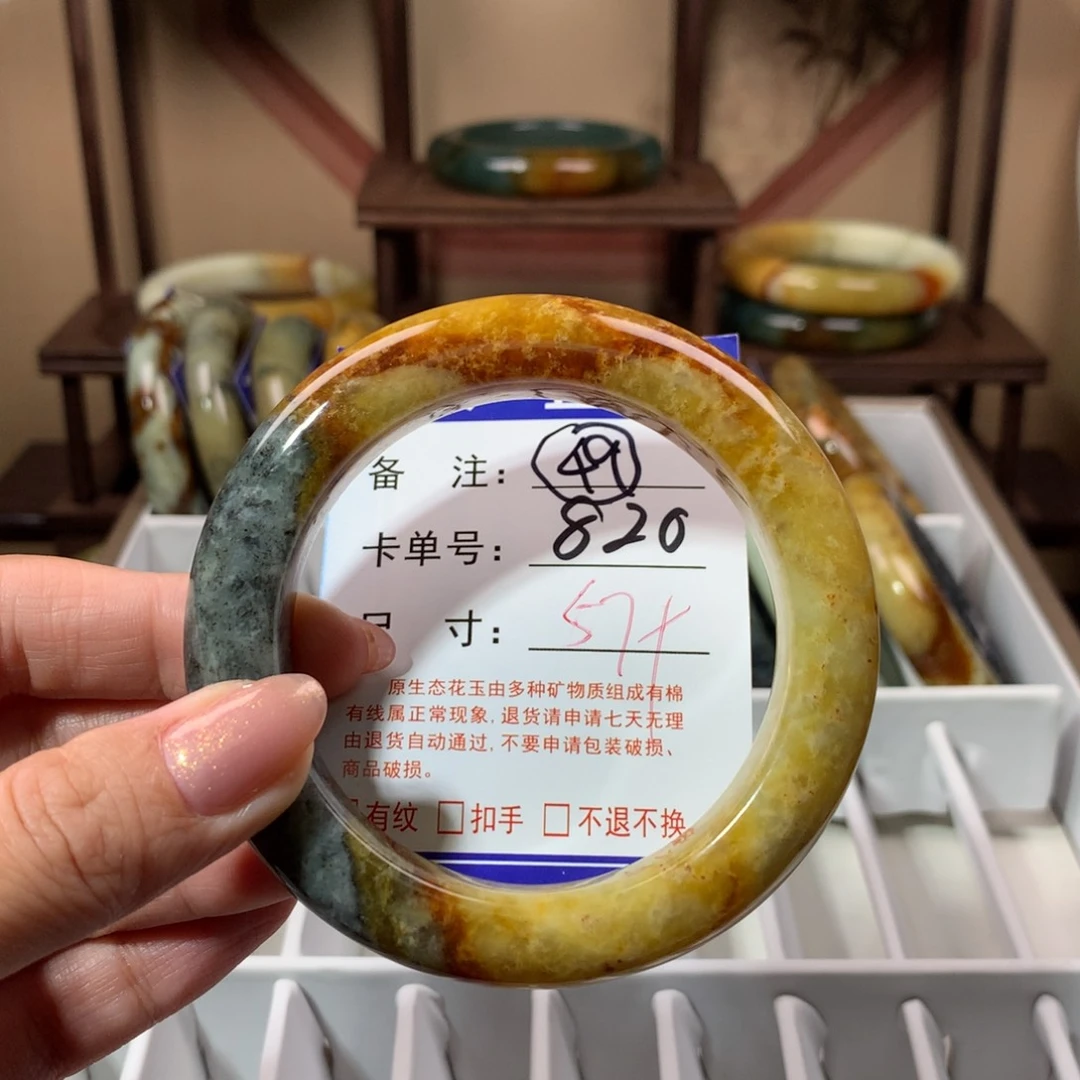 备 注： 49
卡单号： 820
尺 寸： 57+
原生态花玉由多种矿物质组成有棉
有线属正常现象，退货请申请七天无理
由退货自动通过，不要申请包装破损、
商品破损。
有纹 □扣手 □不退不换